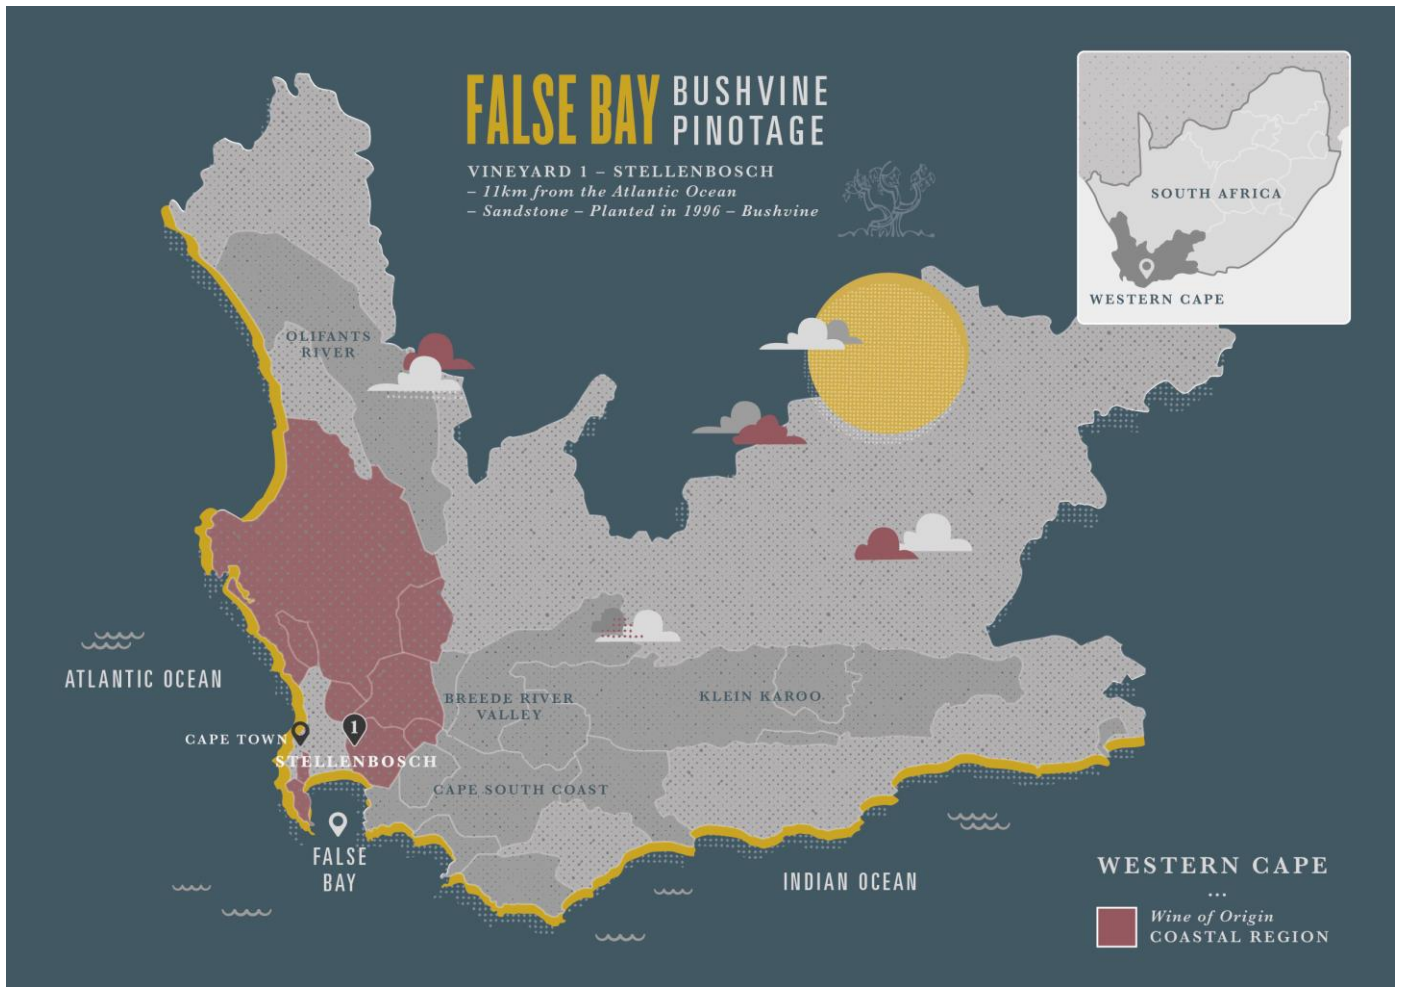 FALSE BAY BUSHVINE
PINOTAGE
VINEYARD 1 – STELLENBOSCH
– 11km from the Atlantic Ocean
– Sandstone – Planted in 1996 – Bushvine
SOUTH AFRICA
WESTERN CAPE
OLIFANTS
RIVER
ATLANTIC OCEAN
BREEDE RIVER
VALLEY
KLEIN KAROO
CAPE TOWN
1
STELLENBOSCH
CAPE SOUTH COAST
FALSE
BAY
INDIAN OCEAN
WESTERN CAPE
...
Wine of Origin
COASTAL REGION